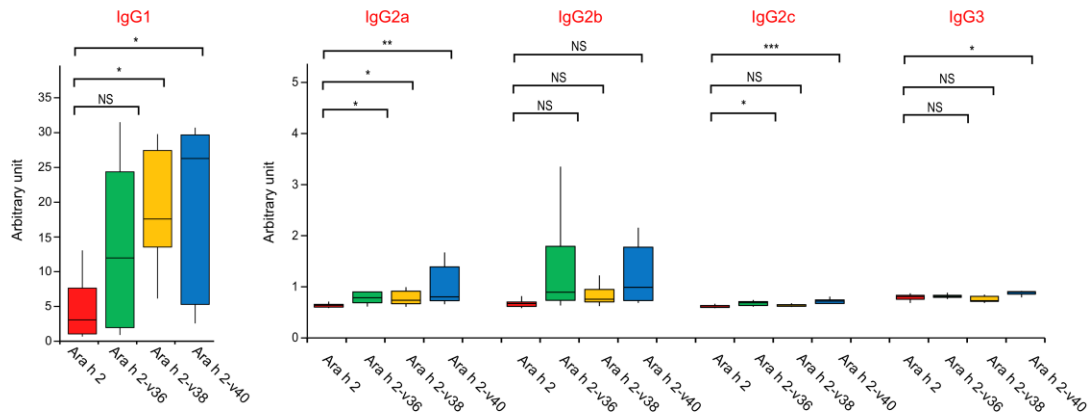 IgG1
IgG2a
IgG2b
IgG2c
IgG3
*
*
NS
**
*
*
NS
NS
NS
***
NS
*
*
NS
NS
Arbitrary unit
35
30
25
20
15
10
5
0
Arbitrary unit
5
4
3
2
1
0
Ara h 2
Ara h 2-v36
Ara h 2-v38
Ara h 2-v40
Ara h 2
Ara h 2-v36
Ara h 2-v38
Ara h 2-v40
Ara h 2
Ara h 2-v36
Ara h 2-v38
Ara h 2-v40
Ara h 2
Ara h 2-v36
Ara h 2-v38
Ara h 2-v40
Ara h 2
Ara h 2-v36
Ara h 2-v38
Ara h 2-v40